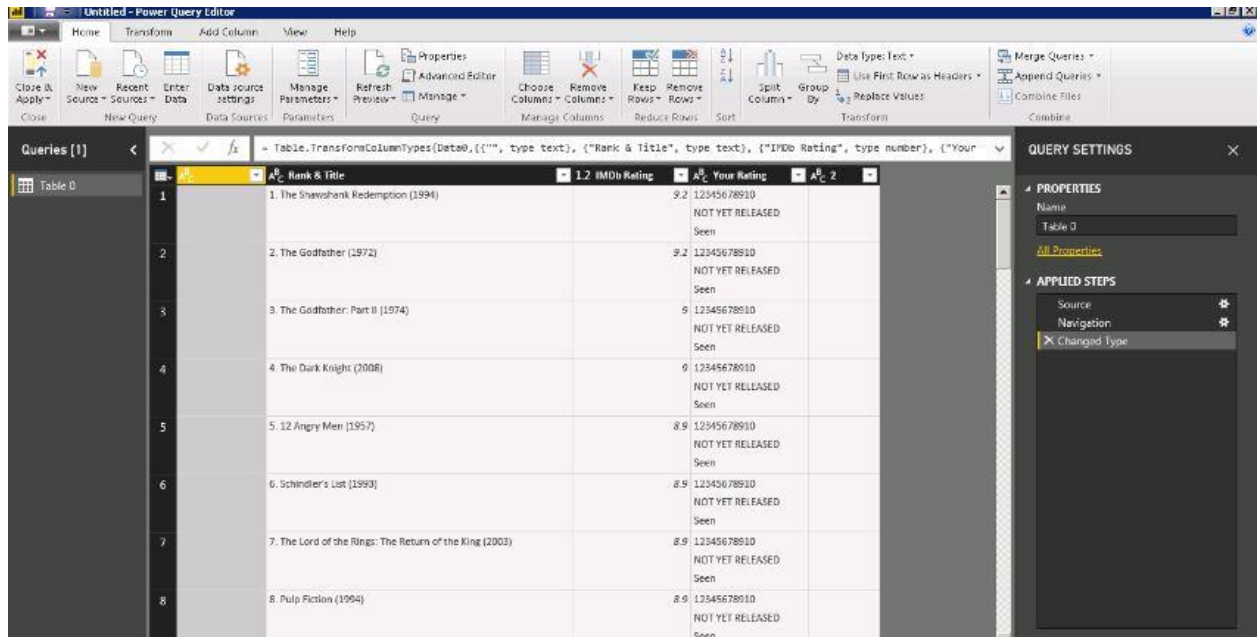 Untitled - Power Query Editor
Home Transform Add Column View Help
Close & Apply
New Source
Recent Sources
Enter Data
Data source settings
Manage Parameters
Refresh Preview
Properties
Advanced Editor
Manage
Choose Columns
Remove Columns
Keep Rows
Remove Rows
Split Column
Group By
Data Type: Text
Use First Row as Headers
Replace Values
Merge Queries
Append Queries
Combine Files
Close New Query Data Sources Parameters Query Manage Columns Reduce Rows Sort Transform Combine
Queries [1]
Table 0
= Table.TransformColumnTypes(Data0,{{"", type text}, {"Rank & Title", type text}, {"IMDb Rating", type number}, {"Your
Rank & Title 1.2 IMDb Rating Your Rating 2
1 1. The Shawshank Redemption (1994) 9.2 12345678910
NOT YET RELEASED
Seen
2 2. The Godfather (1972) 9.2 12345678910
NOT YET RELEASED
Seen
3 3. The Godfather: Part II (1974) 9 12345678910
NOT YET RELEASED
Seen
4 4. The Dark Knight (2008) 9 12345678910
NOT YET RELEASED
Seen
5 5. 12 Angry Men (1957) 8.9 12345678910
NOT YET RELEASED
Seen
6 6. Schindler's List (1993) 8.9 12345678910
NOT YET RELEASED
Seen
7 7. The Lord of the Rings: The Return of the King (2003) 8.9 12345678910
NOT YET RELEASED
Seen
8 8. Pulp Fiction (1994) 8.9 12345678910
NOT YET RELEASED
Seen
QUERY SETTINGS
PROPERTIES
Name
Table 0
All Properties
APPLIED STEPS
Source
Navigation
Changed Type